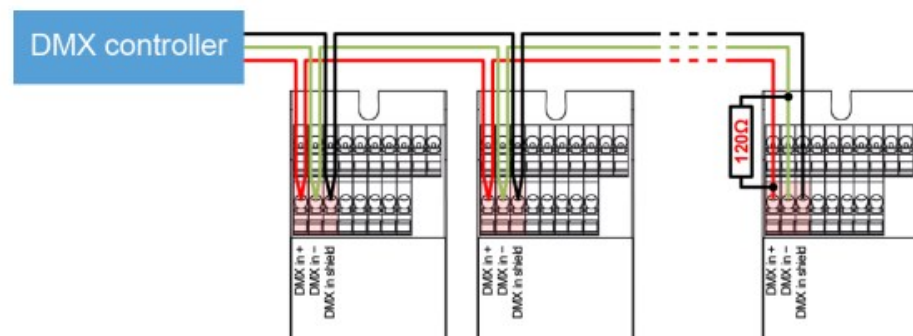 DMX controller
120Ω
DMX in +
DMX in –
DMX in shield
DMX in +
DMX in –
DMX in shield
DMX in +
DMX in –
DMX in shield